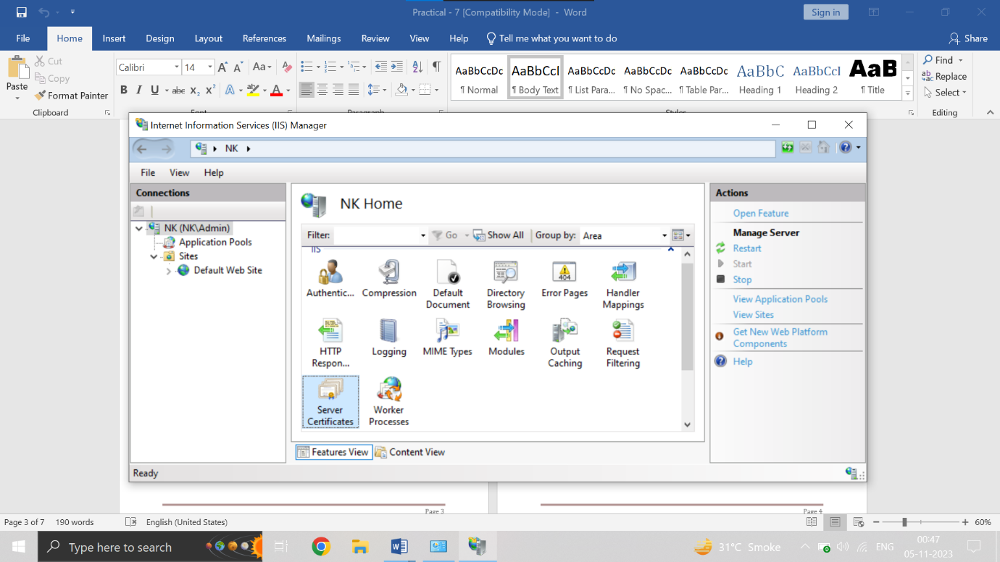 Practical - 7 [Compatibility Mode] - Word
Sign in
File Home Insert Design Layout References Mailings Review View Help Tell me what you want to do
Share
Paste
Cut
Copy
Format Painter
Clipboard
Calibri 14
Aa
B I U abc X₂ X²
Font
Paragraph
AaBbCcDc AaBbCcI AaBbCcDc AaBbCcDc AaBbCcDc AaBbC AaBbCcI AaB
¶ Normal ¶ Body Text ¶ List Para... ¶ No Spac... ¶ Table Par... Heading 1 Heading 2 ¶ Title
Styles
Find
Replace
Select
Editing
Internet Information Services (IIS) Manager
NK
File View Help
Connections
NK (NK\Admin)
Application Pools
Sites
Default Web Site
NK Home
Filter: Go Show All Group by: Area
IIS
Authentic... Compression Default Document Directory Browsing Error Pages Handler Mappings
HTTP Respon... Logging MIME Types Modules Output Caching Request Filtering
Server Certificates Worker Processes
Features View Content View
Actions
Open Feature
Manage Server
Restart
Start
Stop
View Application Pools
View Sites
Get New Web Platform
Components
Help
Ready
Page 3
Page 4
Page 3 of 7 190 words English (United States)
60%
Type here to search
31°C Smoke
ENG
00:47
05-11-2023